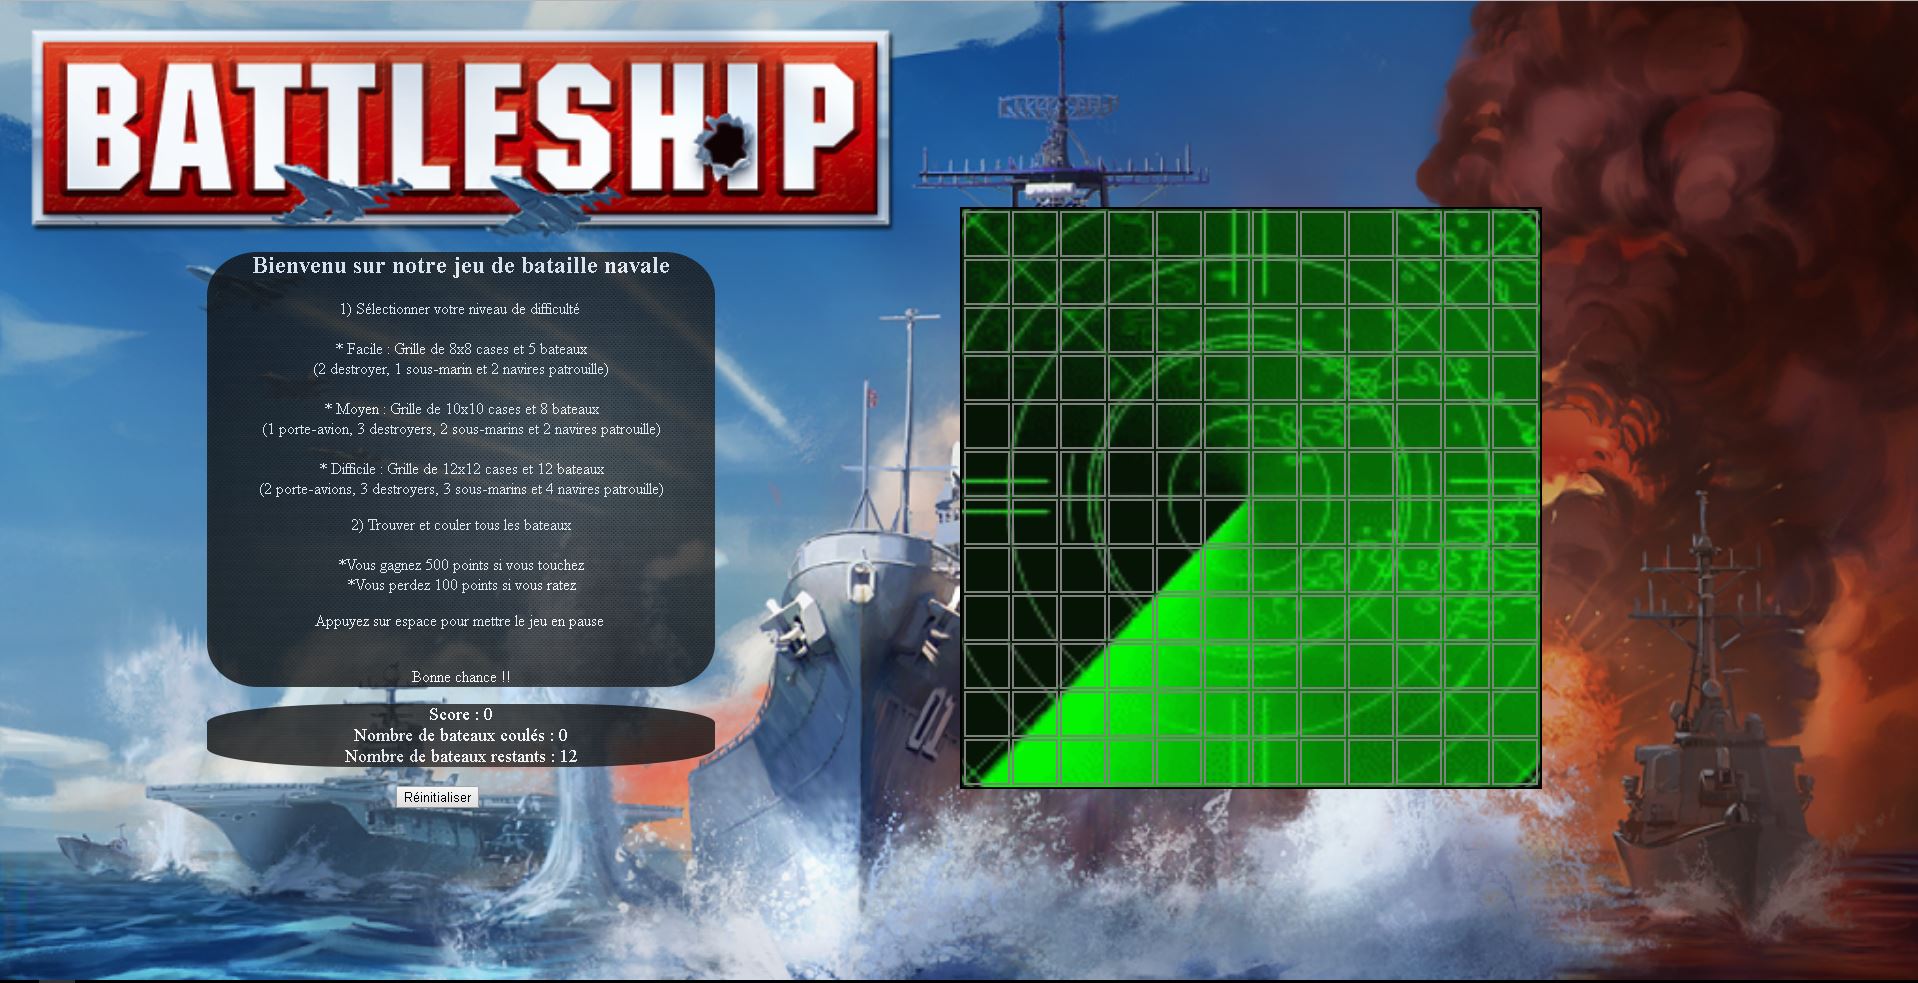 BATTLESHIP
Bienvenu sur notre jeu de bataille navale
1) Sélectionner votre niveau de difficulté
* Facile : Grille de 8x8 cases et 5 bateaux
(2 destroyer, 1 sous-marin et 2 navires patrouille)
* Moyen : Grille de 10x10 cases et 8 bateaux
(1 porte-avion, 3 destroyers, 2 sous-marins et 2 navires patrouille)
* Difficile : Grille de 12x12 cases et 12 bateaux
(2 porte-avions, 3 destroyers, 3 sous-marins et 4 navires patrouille)
2) Trouver et couler tous les bateaux
*Vous gagnez 500 points si vous touchez
*Vous perdez 100 points si vous ratez
Appuyez sur espace pour mettre le jeu en pause
Bonne chance !!
Score : 0
Nombre de bateaux coulés : 0
Nombre de bateaux restants : 12
Réinitialiser